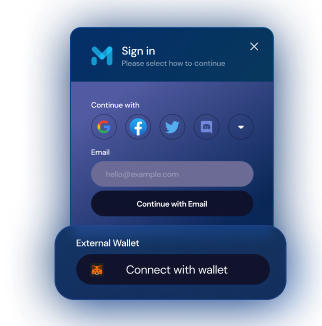 Sign in
Please select how to continue
Continue with
Email
hello@example.com
Continue with Email
External Wallet
Connect with wallet